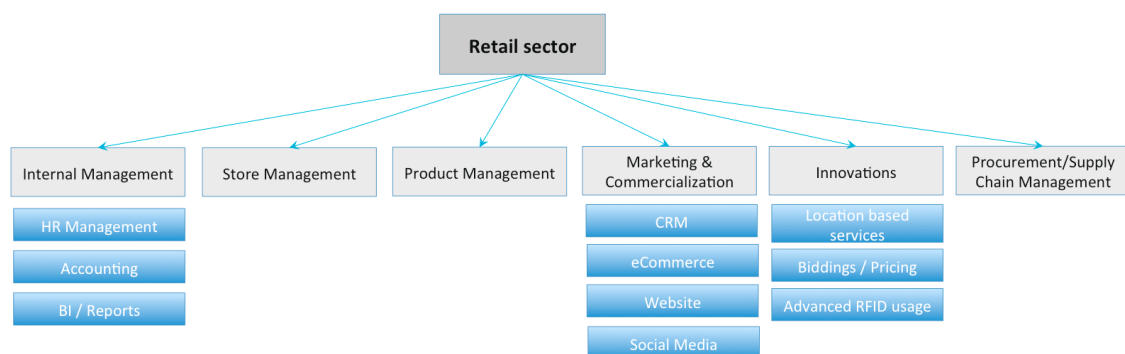 Retail sector
Internal Management
Store Management
Product Management
Marketing &
Commercialization
Innovations
Procurement/Supply
Chain Management
HR Management
Accounting
BI / Reports
CRM
eCommerce
Website
Social Media
Location based
services
Biddings / Pricing
Advanced RFID usage